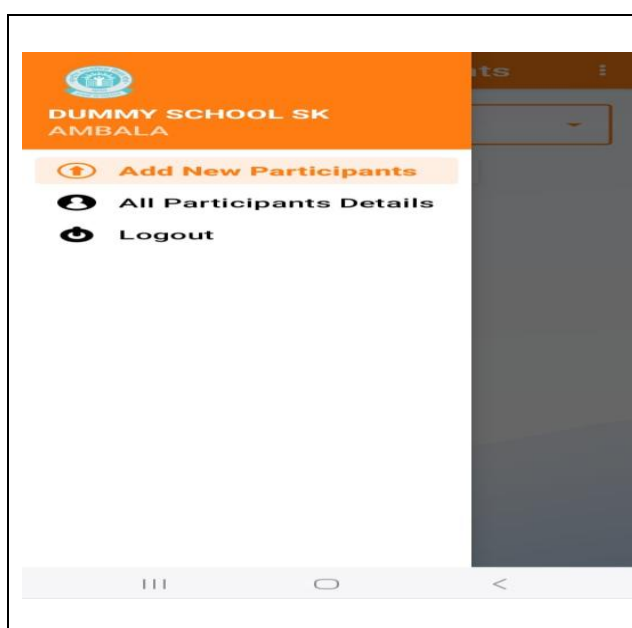 DUMMY SCHOOL SK
AMBALA
Add New Participants
All Participants Details
Logout